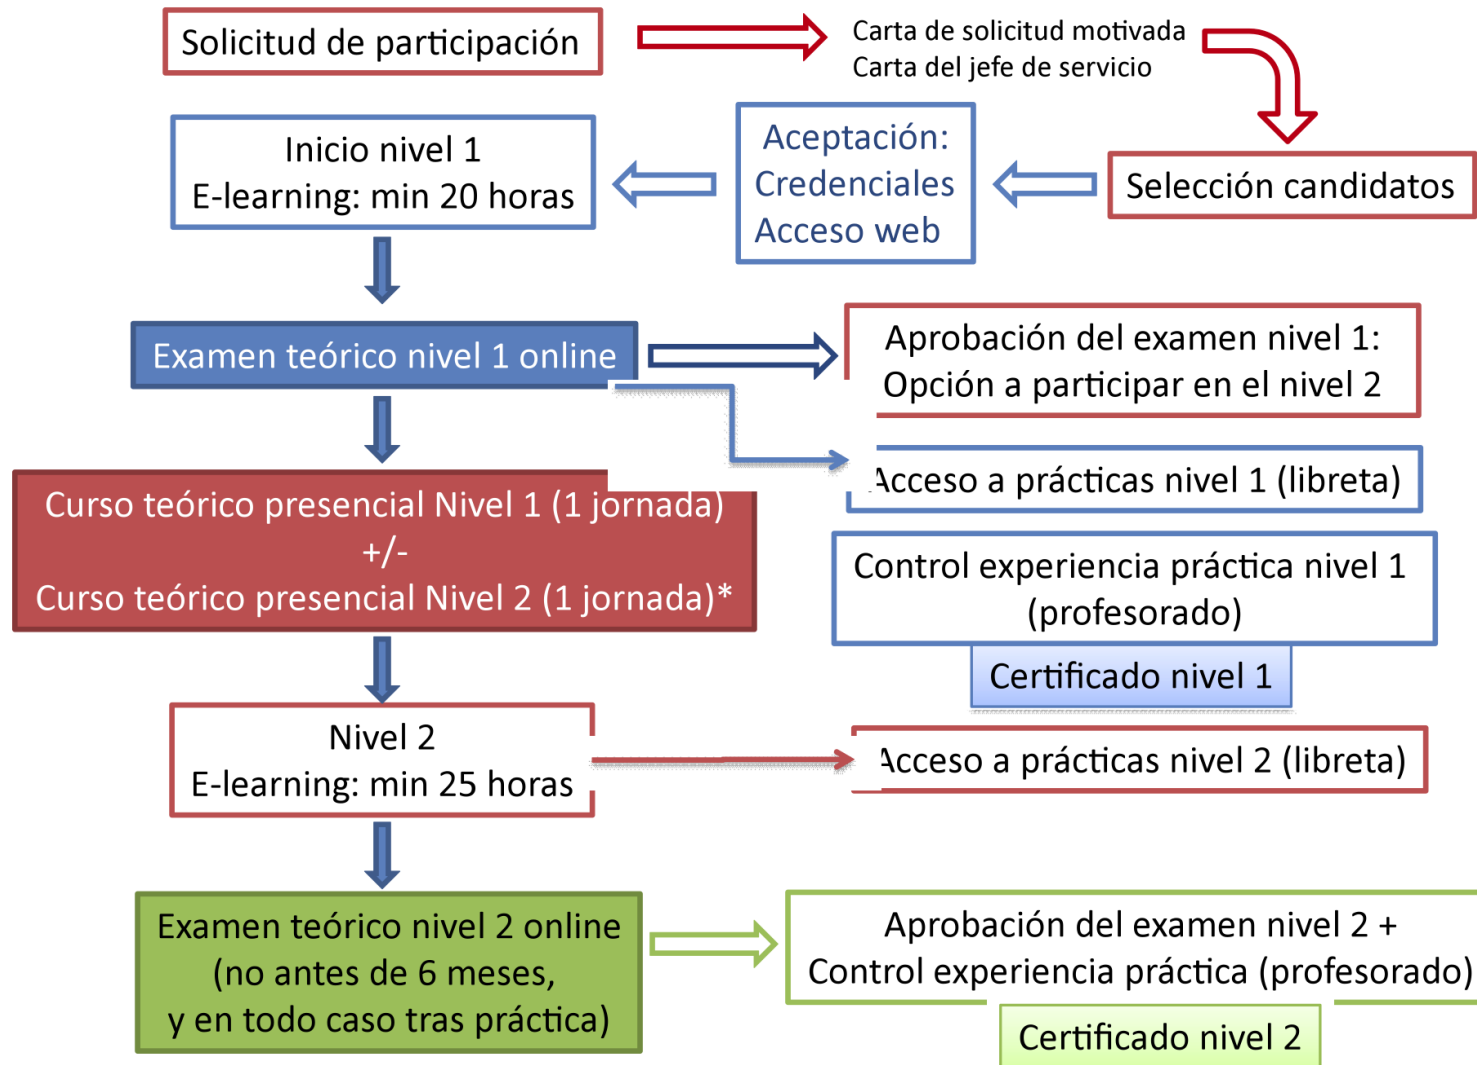 Solicitud de participación
Carta de solicitud motivada
Carta del jefe de servicio
Selección candidatos
Aceptación:
Credenciales
Acceso web
Inicio nivel 1
E-learning: min 20 horas
Examen teórico nivel 1 online
Aprobación del examen nivel 1:
Opción a participar en el nivel 2
Acceso a prácticas nivel 1 (libreta)
Curso teórico presencial Nivel 1 (1 jornada)
+/-
Curso teórico presencial Nivel 2 (1 jornada)*
Control experiencia práctica nivel 1
(profesorado)
Certificado nivel 1
Nivel 2
E-learning: min 25 horas
Acceso a prácticas nivel 2 (libreta)
Examen teórico nivel 2 online
(no antes de 6 meses,
y en todo caso tras práctica)
Aprobación del examen nivel 2 +
Control experiencia práctica (profesorado)
Certificado nivel 2